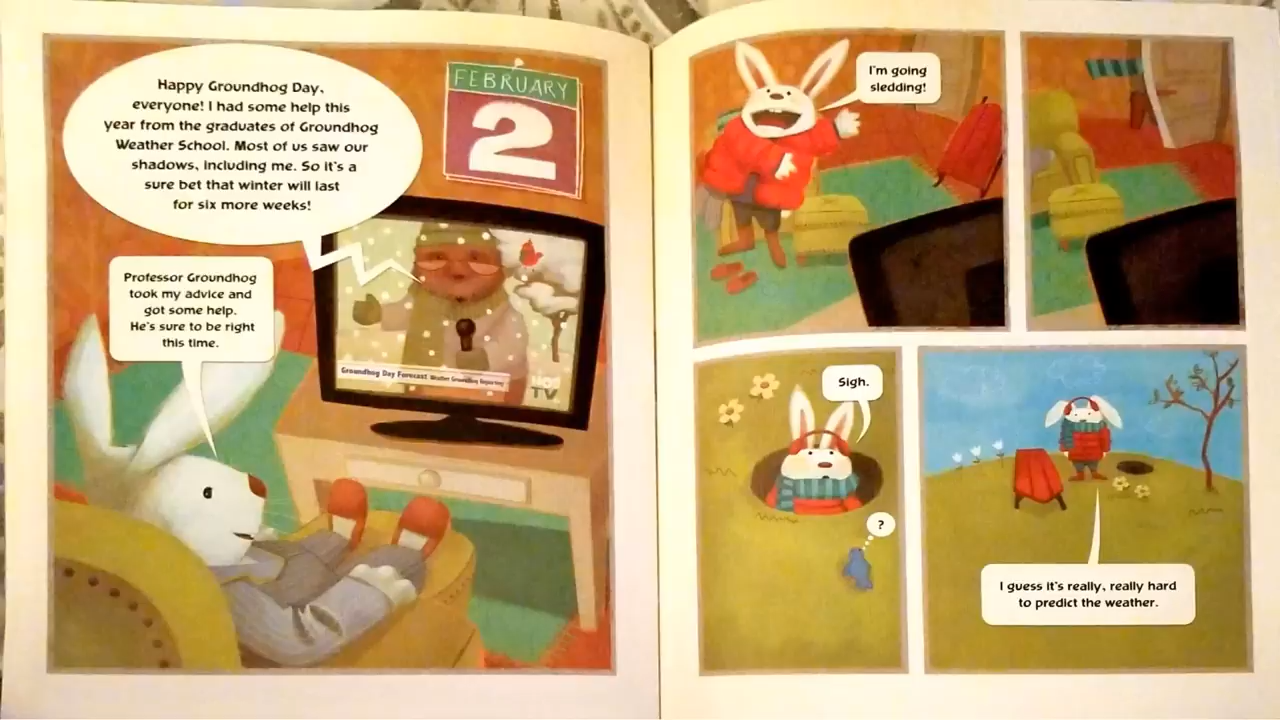 Happy Groundhog Day,
everyone! I had some help this
year from the graduates of Groundhog
Weather School. Most of us saw our
shadows, including me. So it's a
sure bet that winter will last
for six more weeks!
FEBRUARY
2
Professor Groundhog
took my advice and
got some help.
He's sure to be right
this time.
Groundhog Day Forecast Weather Groundhog Reporting
TV
I'm going
sledding!
Sigh.
?
I guess it's really, really hard
to predict the weather.